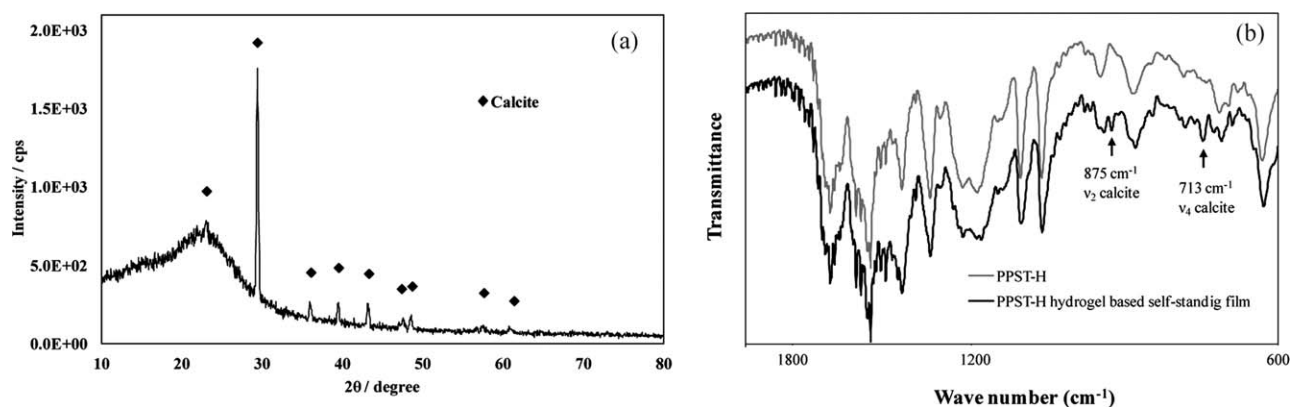 (a)
2.0E+03
1.5E+03
1.0E+03
5.0E+02
0.0E+00
Intensity / cps
Calcite
10 20 30 40 50 60 70 80
2θ / degree
(b)
Transmittance
875 cm⁻¹
ν₂ calcite
713 cm⁻¹
ν₄ calcite
PPST-H
PPST-H hydrogel based self-standig film
1800 1200 600
Wave number (cm⁻¹)